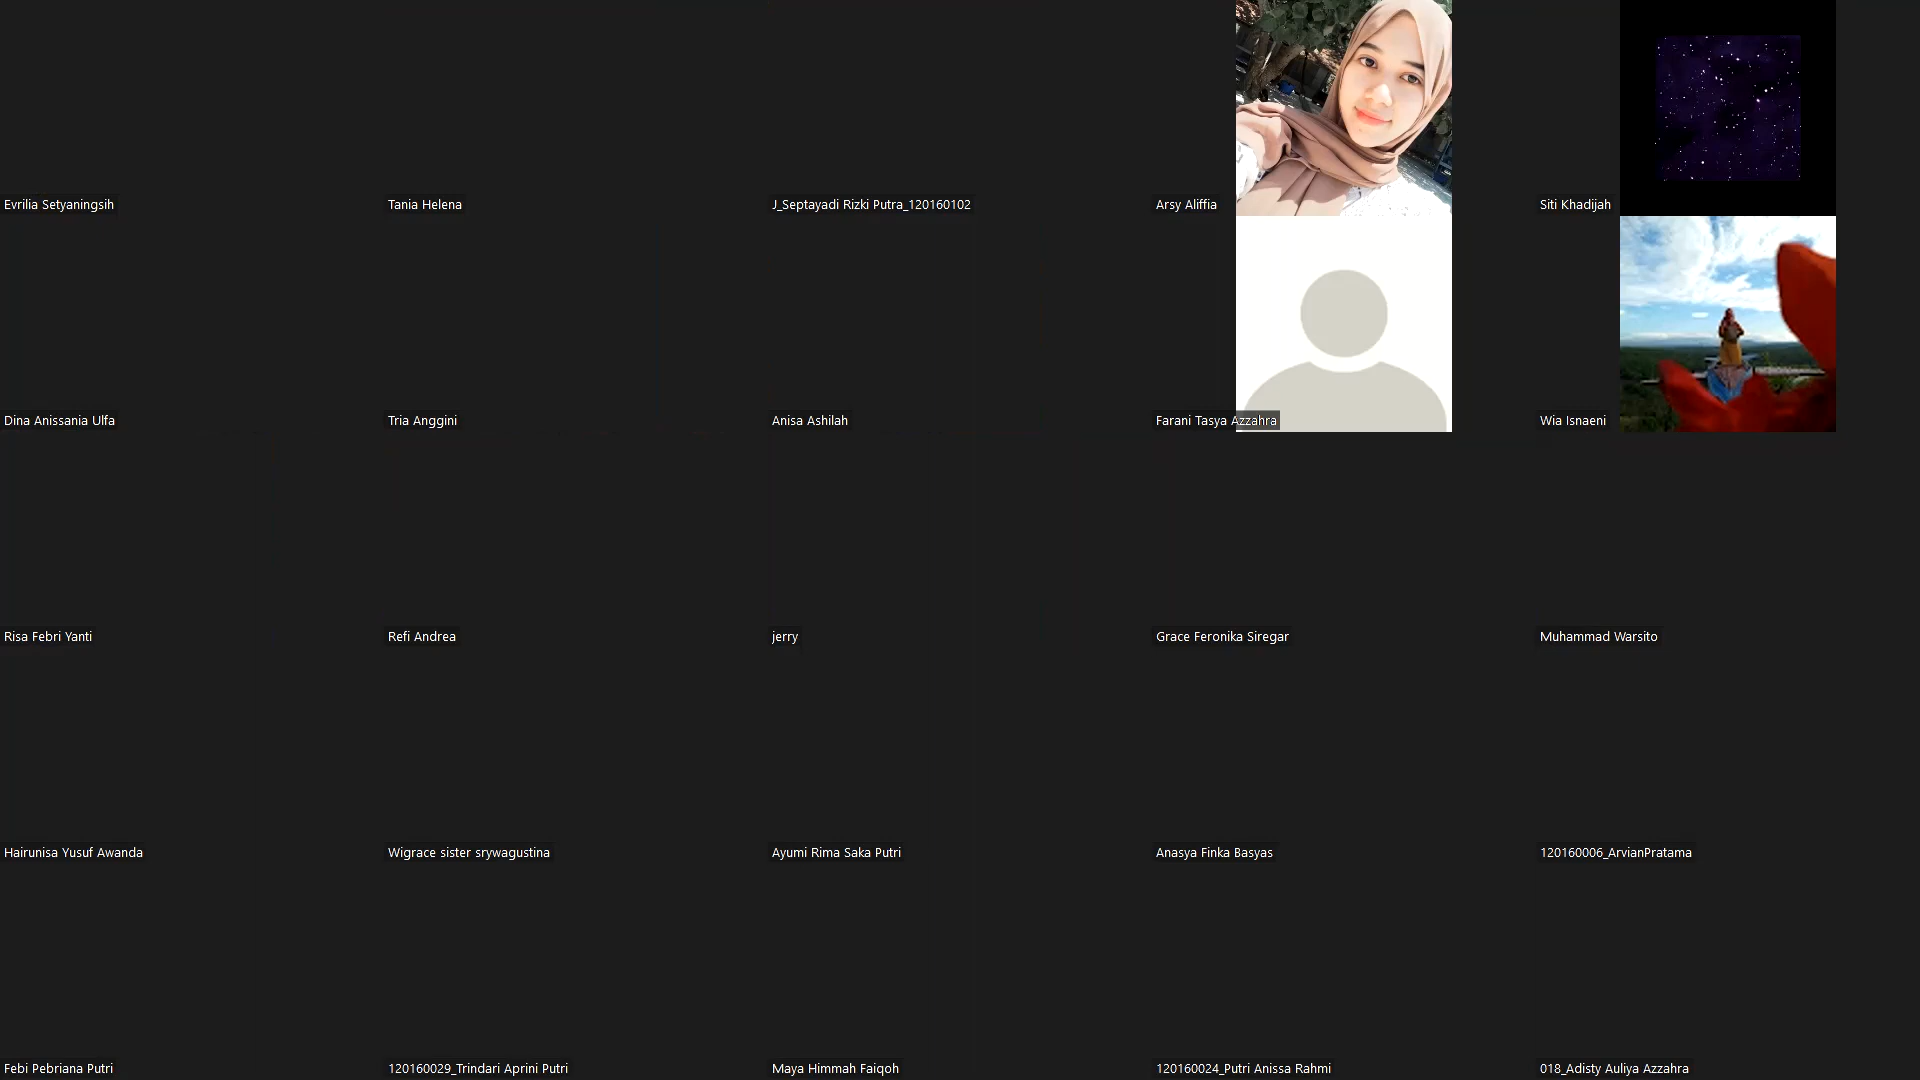 Evrilia Setyaningsih
Tania Helena
J_Septayadi Rizki Putra_120160102
Arsy Aliffia
Siti Khadijah
Dina Anissania Ulfa
Tria Anggini
Anisa Ashilah
Farani Tasya Azzahra
Wia Isnaeni
Risa Febri Yanti
Refi Andrea
jerry
Grace Feronika Siregar
Muhammad Warsito
Hairunisa Yusuf Awanda
Wigrace sister srywagustina
Ayumi Rima Saka Putri
Anasya Finka Basyas
120160006_ArvianPratama
Febi Pebriana Putri
120160029_Trindari Aprini Putri
Maya Himmah Faiqoh
120160024_Putri Anissa Rahmi
018_Adisty Auliya Azzahra